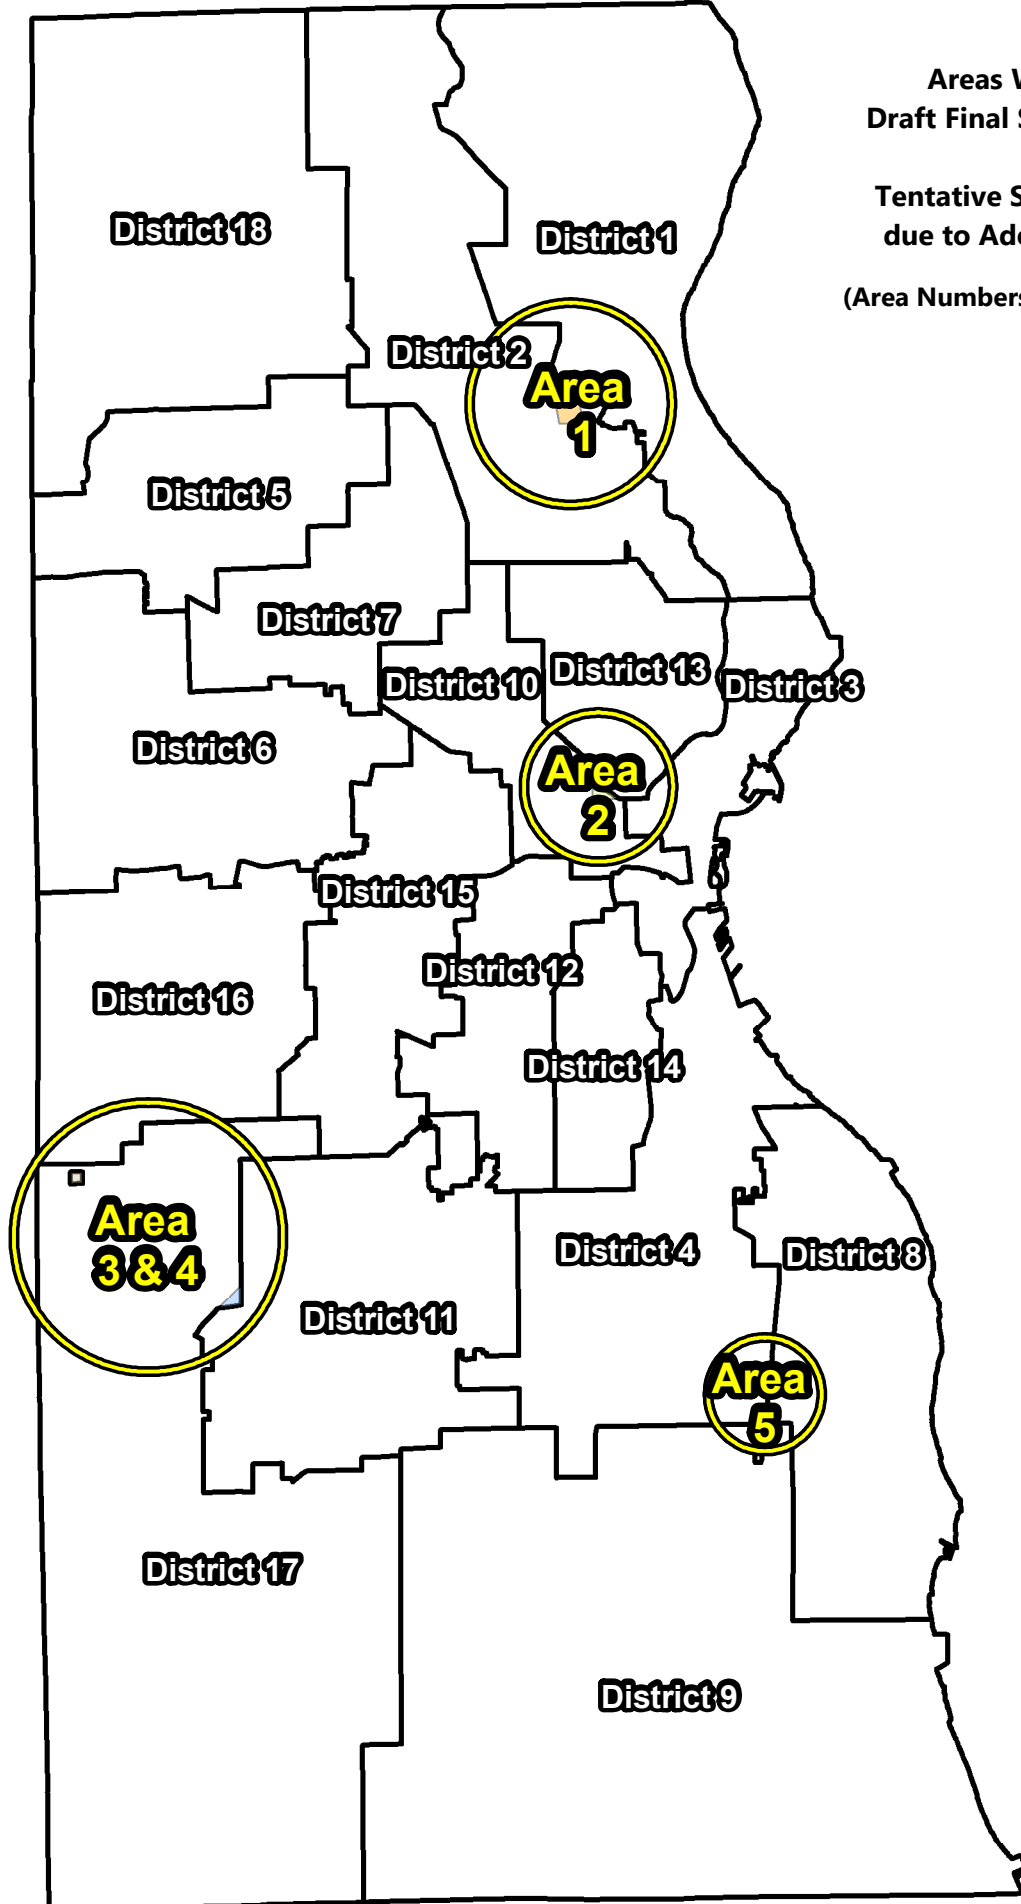 Areas
Draft Final
Tentative
due to
(Area Numbers
District 18
District 1
District 2
Area
1
District 5
District 7
District 13
District 10
District 3
District 6
Area
2
District 15
District 12
District 16
District 14
Area
3 & 4
District 4
District 8
District 11
Area
5
District 17
District 9